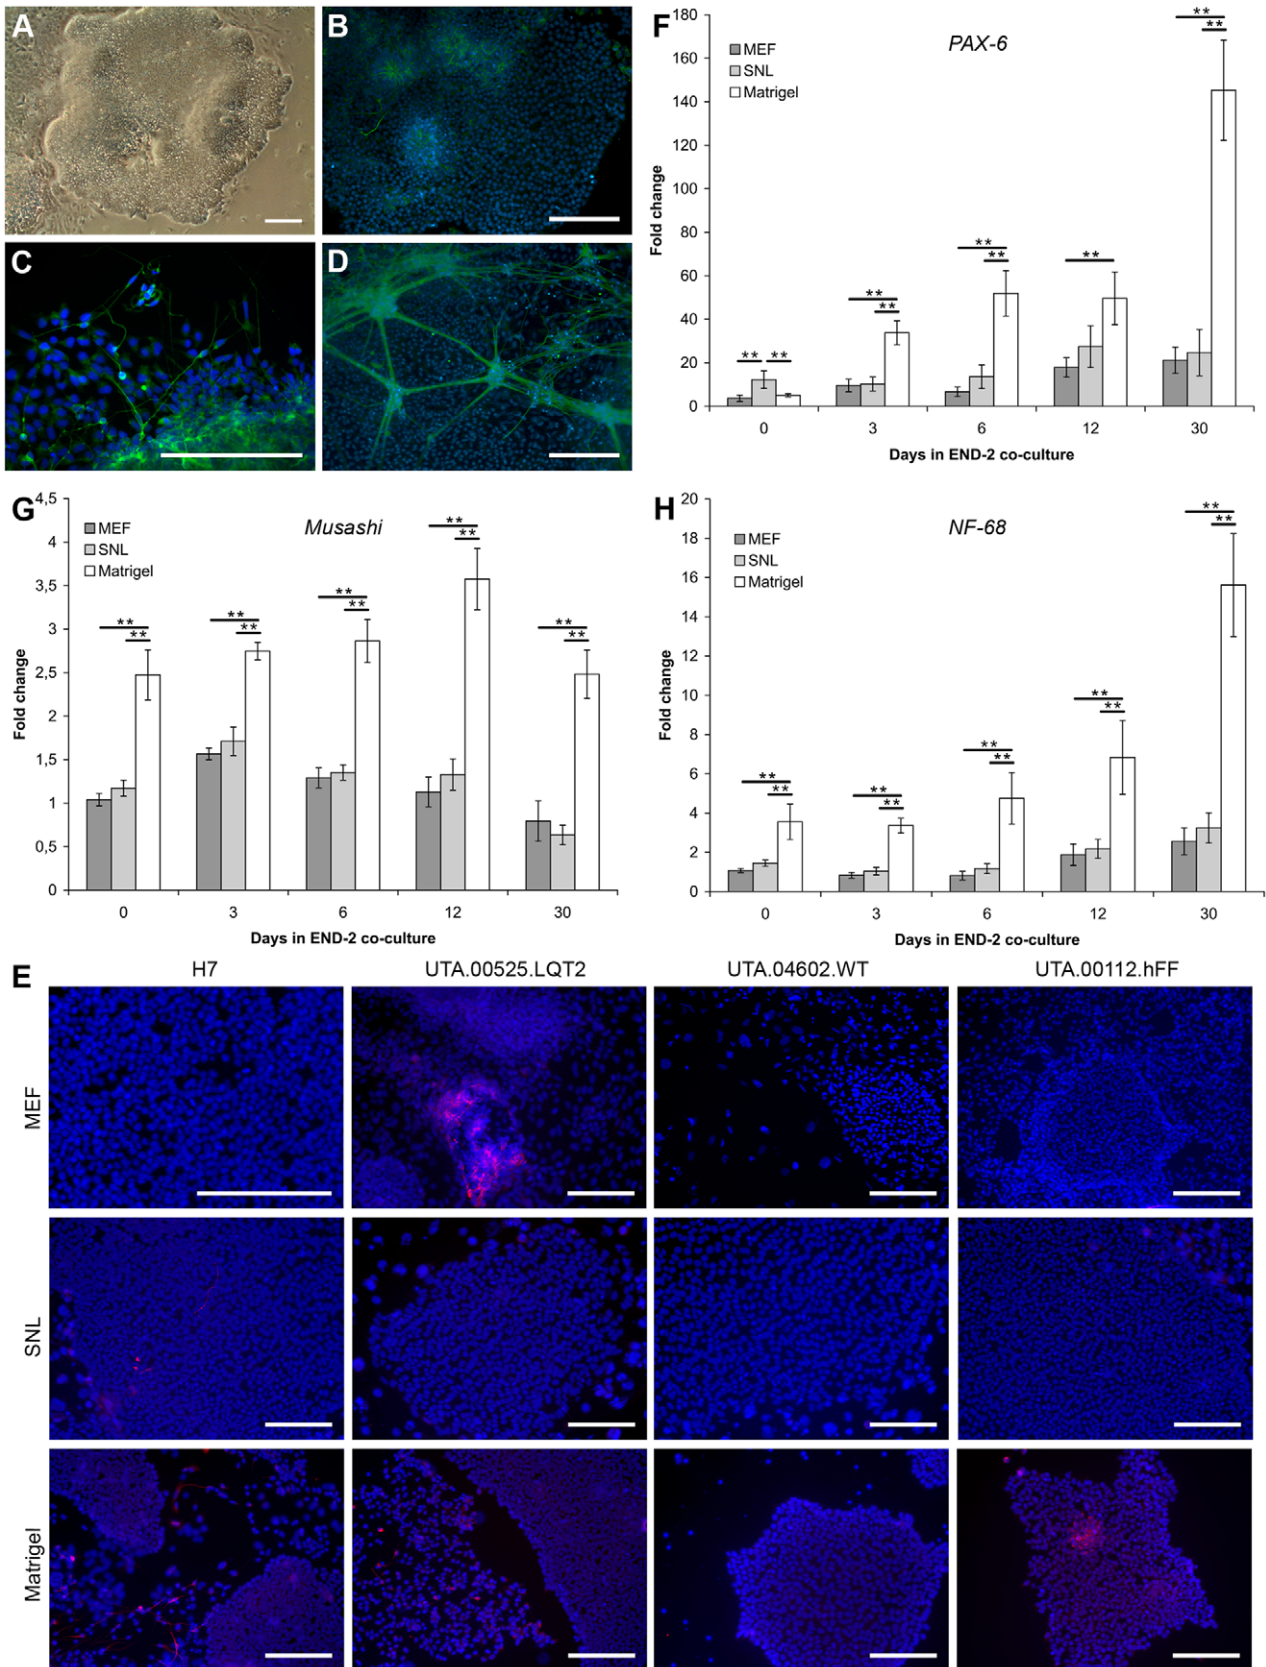 A
B
C
D
F
PAX-6
MEF
SNL
Matrigel
Fold change
180
160
140
120
100
80
60
40
20
0
** **
**
**
**
**
**
**
**
0 3 6 12 30
Days in END-2 co-culture
G
Musashi
MEF
SNL
Matrigel
Fold change
4,5
4
3,5
3
2,5
2
1,5
1
0,5
0
**
**
**
**
**
**
**
**
**
**
0 3 6 12 30
Days in END-2 co-culture
H
NF-68
MEF
SNL
Matrigel
Fold change
20
18
16
14
12
10
8
6
4
2
0
**
**
**
**
**
**
**
**
**
**
0 3 6 12 30
Days in END-2 co-culture
E
H7 UTA.00525.LQT2 UTA.04602.WT UTA.00112.hFF
MEF
SNL
Matrigel